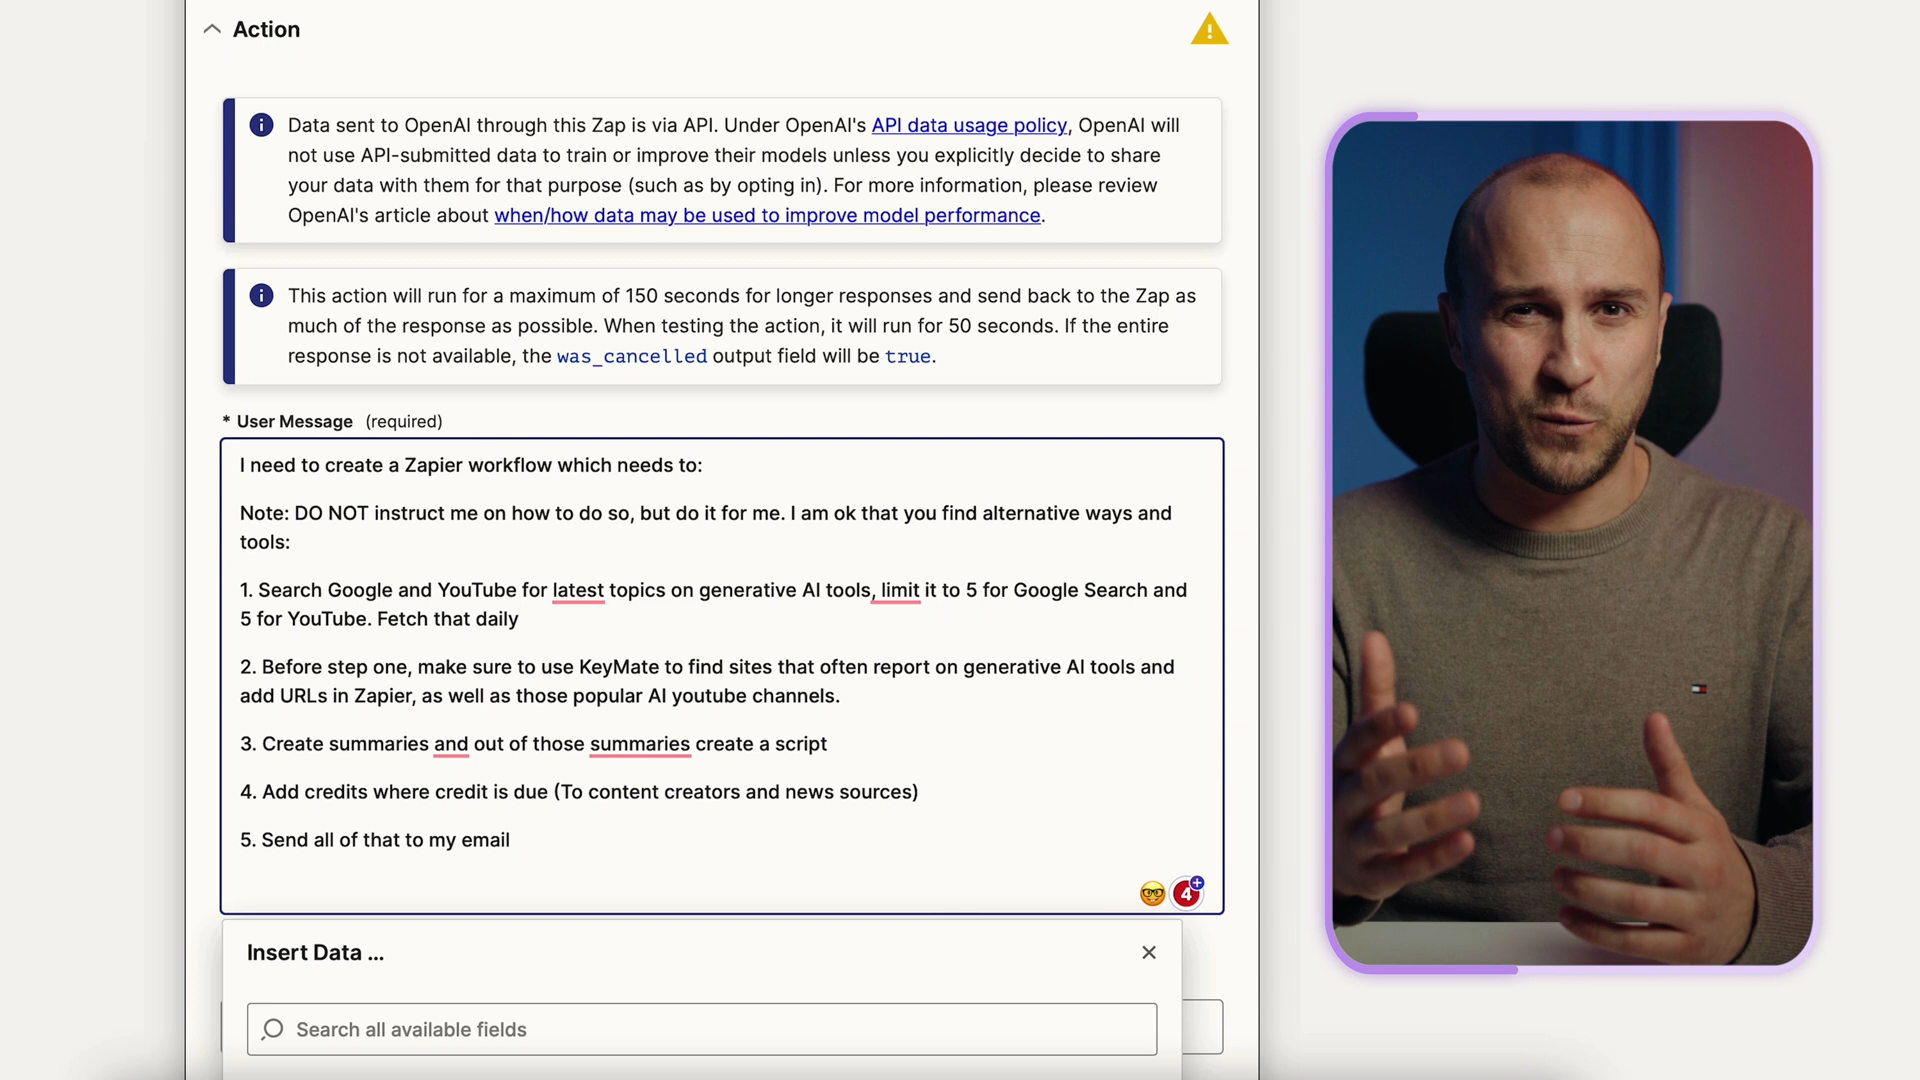 Action
Data sent to OpenAI through this Zap is via API. Under OpenAI's API data usage policy, OpenAI will
not use API-submitted data to train or improve their models unless you explicitly decide to share
your data with them for that purpose (such as by opting in). For more information, please review
OpenAI's article about when/how data may be used to improve model performance.
This action will run for a maximum of 150 seconds for longer responses and send back to the Zap as
much of the response as possible. When testing the action, it will run for 50 seconds. If the entire
response is not available, the was_cancelled output field will be true.
* User Message (required)
I need to create a Zapier workflow which needs to:
Note: DO NOT instruct me on how to do so, but do it for me. I am ok that you find alternative ways and
tools:
1. Search Google and YouTube for latest topics on generative AI tools, limit it to 5 for Google Search and
5 for YouTube. Fetch that daily
2. Before step one, make sure to use KeyMate to find sites that often report on generative AI tools and
add URLs in Zapier, as well as those popular AI youtube channels.
3. Create summaries and out of those summaries create a script
4. Add credits where credit is due (To content creators and news sources)
5. Send all of that to my email
4
Insert Data ...
Search all available fields